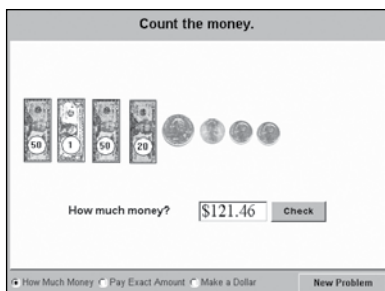 Count the money.
50 1 50 20
How much money? $121.46 Check
How Much Money Pay Exact Amount Make a Dollar New Problem